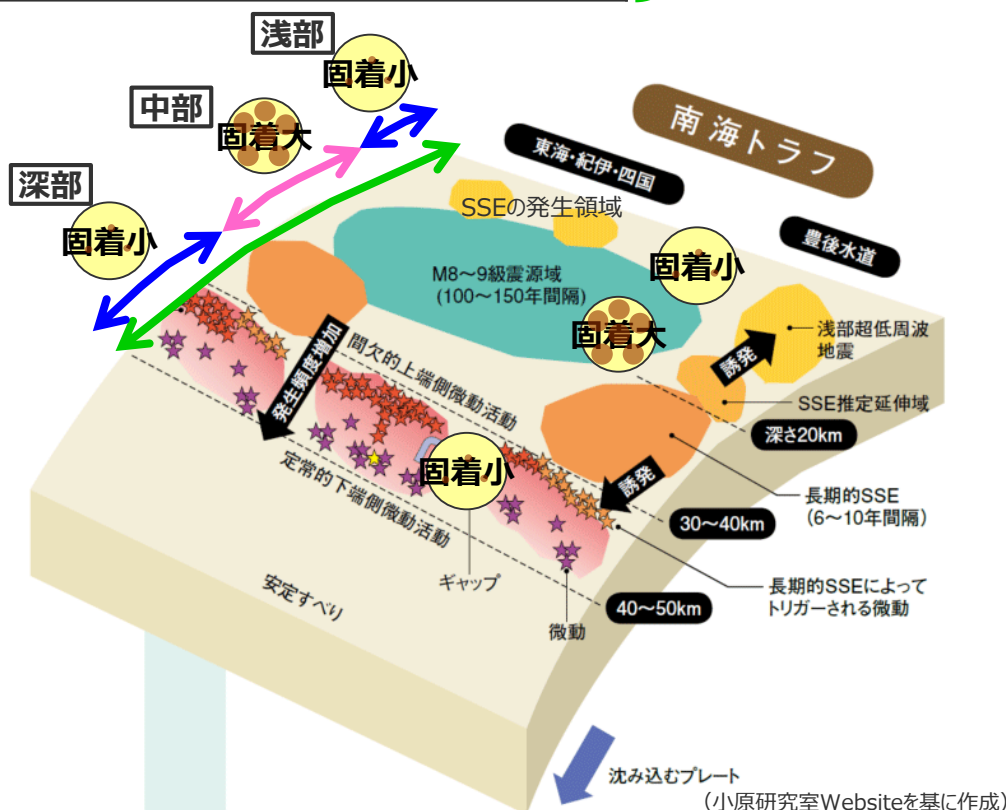 浅部
固着小
中部
固着大
深部
固着小
南海トラフ
東海・紀伊・四国
豊後水道
SSEの発生領域
固着小
M8～9級震源域
(100～150年間隔)
固着大
浅部超低周波
地震
誘発
SSE推定延伸域
深さ20km
発生頻度増加
間欠的上端側微動活動
固着小
誘発
長期的SSE
(6～10年間隔)
30～40km
定常的下端側微動活動
ギャップ
長期的SSEによって
トリガーされる微動
40～50km
微動
安定すべり
沈み込むプレート
(小原研究室Websiteを基に作成)